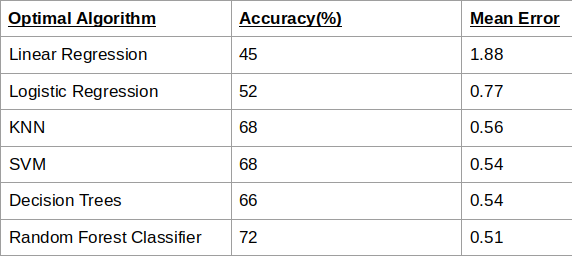 Optimal Algorithm Accuracy(%) Mean Error
Linear Regression 45 1.88
Logistic Regression 52 0.77
KNN 68 0.56
SVM 68 0.54
Decision Trees 66 0.54
Random Forest Classifier 72 0.51